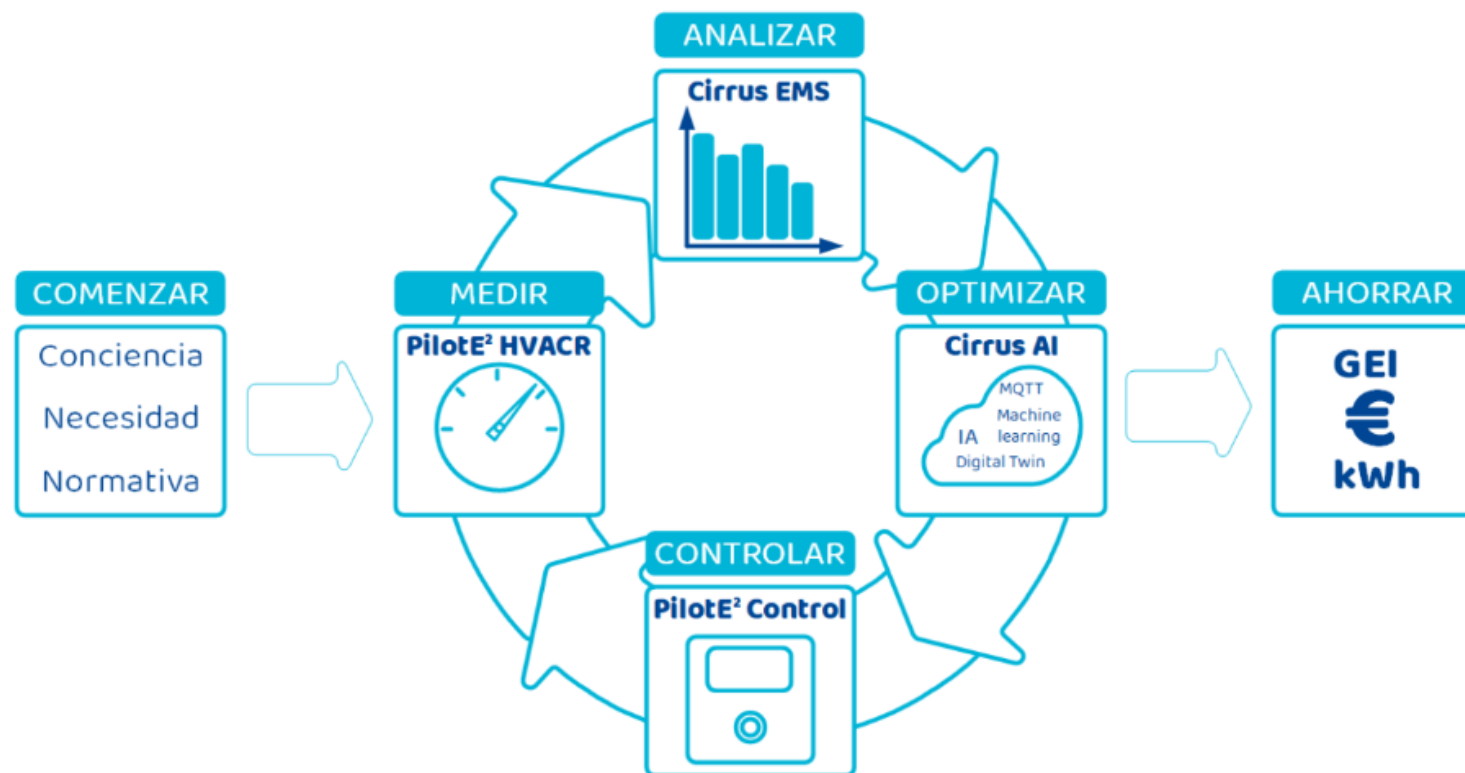 ANALIZAR
Cirrus EMS
COMENZAR
Conciencia
Necesidad
Normativa
MEDIR
PilotE² HVACR
OPTIMIZAR
Cirrus AI
MQTT
Machine
IA learning
Digital Twin
AHORRAR
GEI
€
kWh
CONTROLAR
PilotE² Control